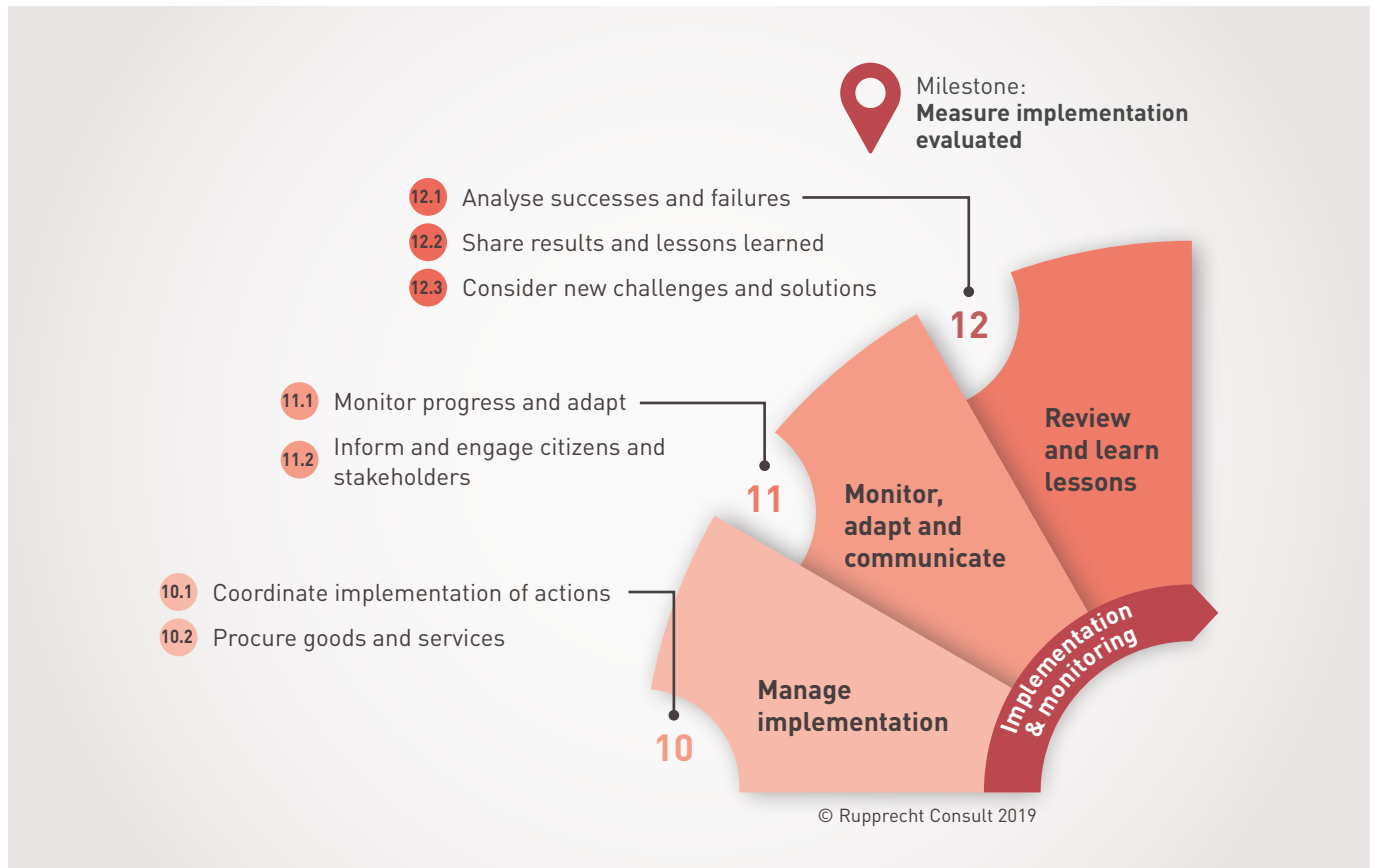 Milestone:
Measure implementation
evaluated
12.1 Analyse successes and failures
12.2 Share results and lessons learned
12.3 Consider new challenges and solutions
12
Review
and learn
lessons
11.1 Monitor progress and adapt
11.2 Inform and engage citizens and
stakeholders
11
Monitor,
adapt and
communicate
10.1 Coordinate implementation of actions
10.2 Procure goods and services
10
Manage
implementation
Implementation
& monitoring
© Rupprecht Consult 2019